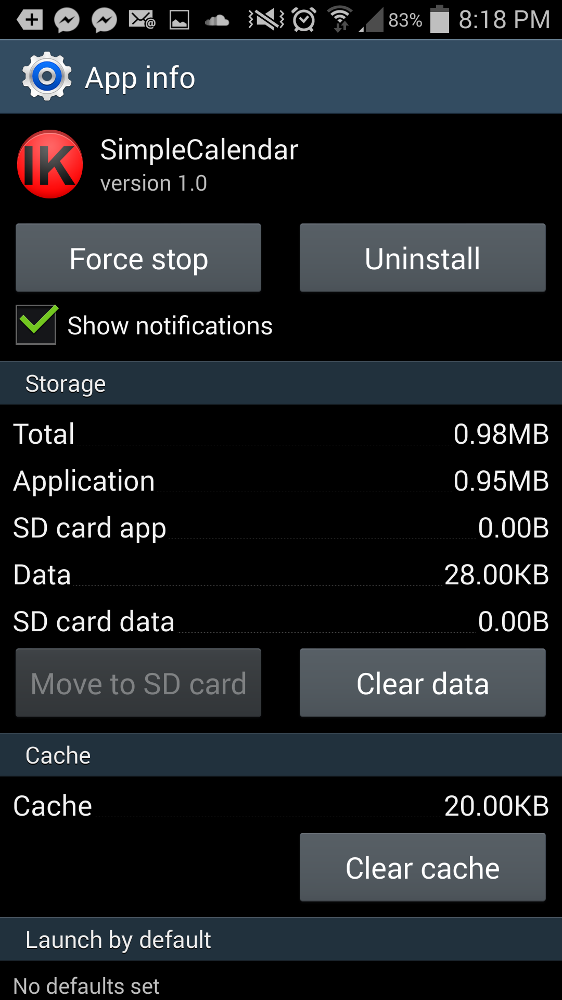 83% 8:18 PM
App info
IK
SimpleCalendar
version 1.0
Force stop
Uninstall
Show notifications
Storage
Total 0.98MB
Application 0.95MB
SD card app 0.00B
Data 28.00KB
SD card data 0.00B
Move to SD card
Clear data
Cache
Cache 20.00KB
Clear cache
Launch by default
No defaults set